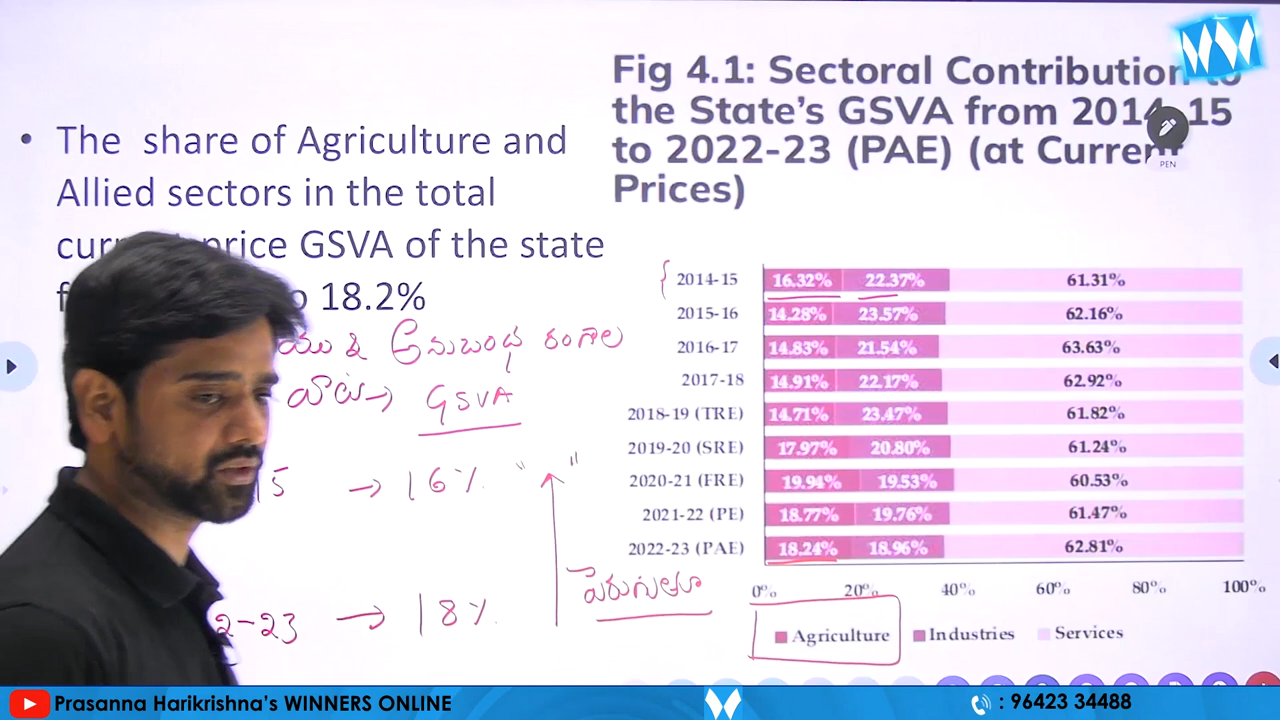 Fig 4.1: Sectoral Contribution to
the State's GSVA from 2014-15
to 2022-23 (PAE) (at Current
Prices)
PEN
• The share of Agriculture and
Allied sectors in the total
current price GSVA of the state
18.2%
అనుబంధ రంగాల
వాటా → GSVA
15 → 16%
2-23 → 18%
పెరుగుతూ
2014-15 16.32% 22.37% 61.31%
2015-16 14.28% 23.57% 62.16%
2016-17 14.83% 21.54% 63.63%
2017-18 14.91% 22.17% 62.92%
2018-19 (TRE) 14.71% 23.47% 61.82%
2019-20 (SRE) 17.97% 20.80% 61.24%
2020-21 (FRE) 19.94% 19.53% 60.53%
2021-22 (PE) 18.77% 19.76% 61.47%
2022-23 (PAE) 18.24% 18.96% 62.81%
0% 20% 40% 60% 80% 100%
Agriculture Industries Services
Prasanna Harikrishna's WINNERS ONLINE
: 96423 34488